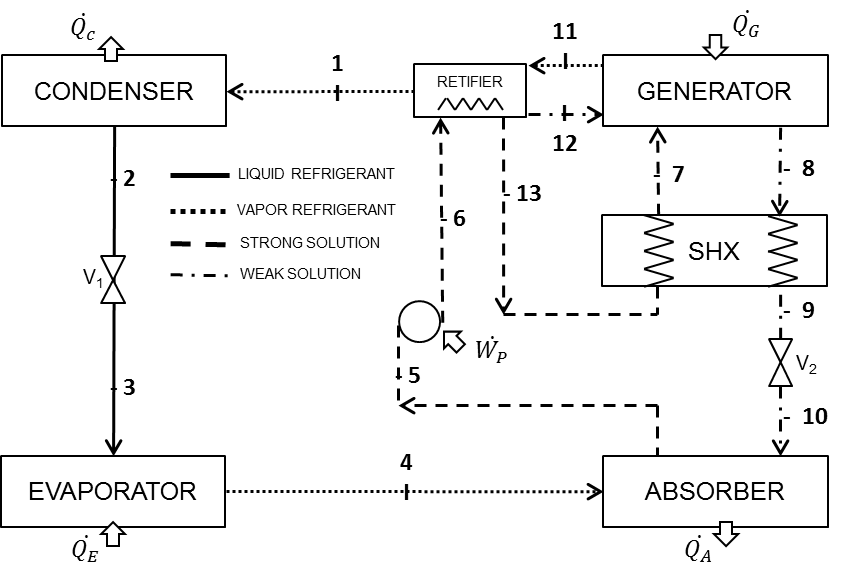 Q̇c
Q̇G
11
1
CONDENSER
RETIFIER
GENERATOR
12
2
LIQUID REFRIGERANT
7
8
VAPOR REFRIGERANT
13
6
STRONG SOLUTION
SHX
WEAK SOLUTION
V1
9
ẆP
V2
5
3
10
4
EVAPORATOR
ABSORBER
Q̇E
Q̇A